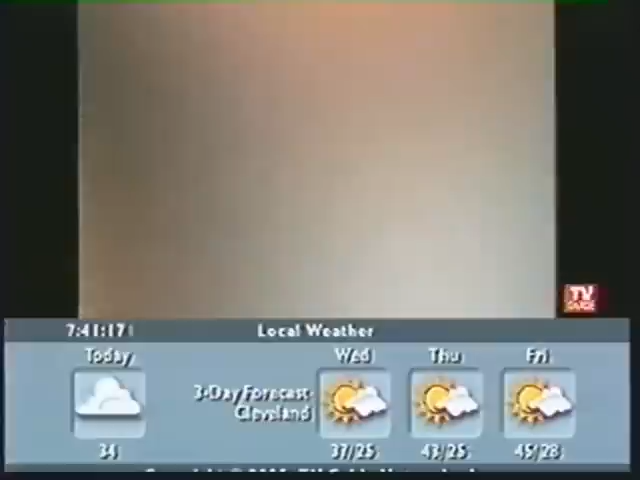 TV
GUIDE
7:41:17
Local Weather
Today
34
3-Day Forecast
Cleveland
Wed
37/25
Thu
43/25
Fri
45/28